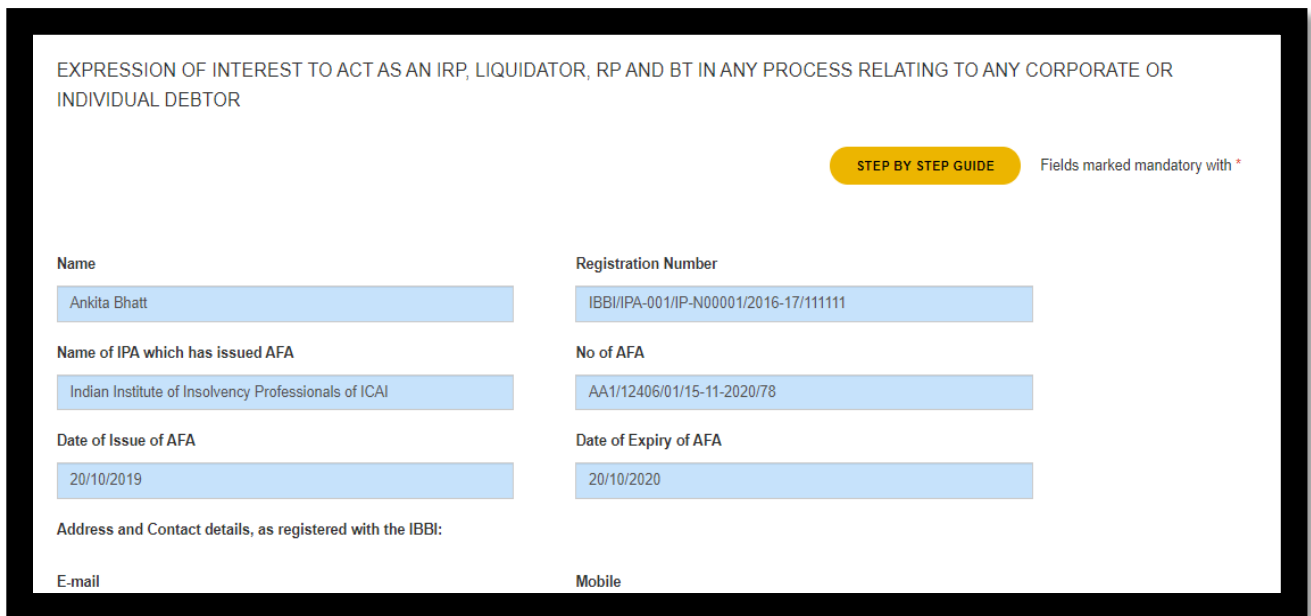 EXPRESSION OF INTEREST TO ACT AS AN IRP, LIQUIDATOR, RP AND BT IN ANY PROCESS RELATING TO ANY CORPORATE OR
INDIVIDUAL DEBTOR
STEP BY STEP GUIDE
Fields marked mandatory with *
Name
Registration Number
Ankita Bhatt
IBBI/IPA-001/IP-N00001/2016-17/111111
Name of IPA which has issued AFA
No of AFA
Indian Institute of Insolvency Professionals of ICAI
AA1/12406/01/15-11-2020/78
Date of Issue of AFA
Date of Expiry of AFA
20/10/2019
20/10/2020
Address and Contact details, as registered with the IBBI:
E-mail
Mobile